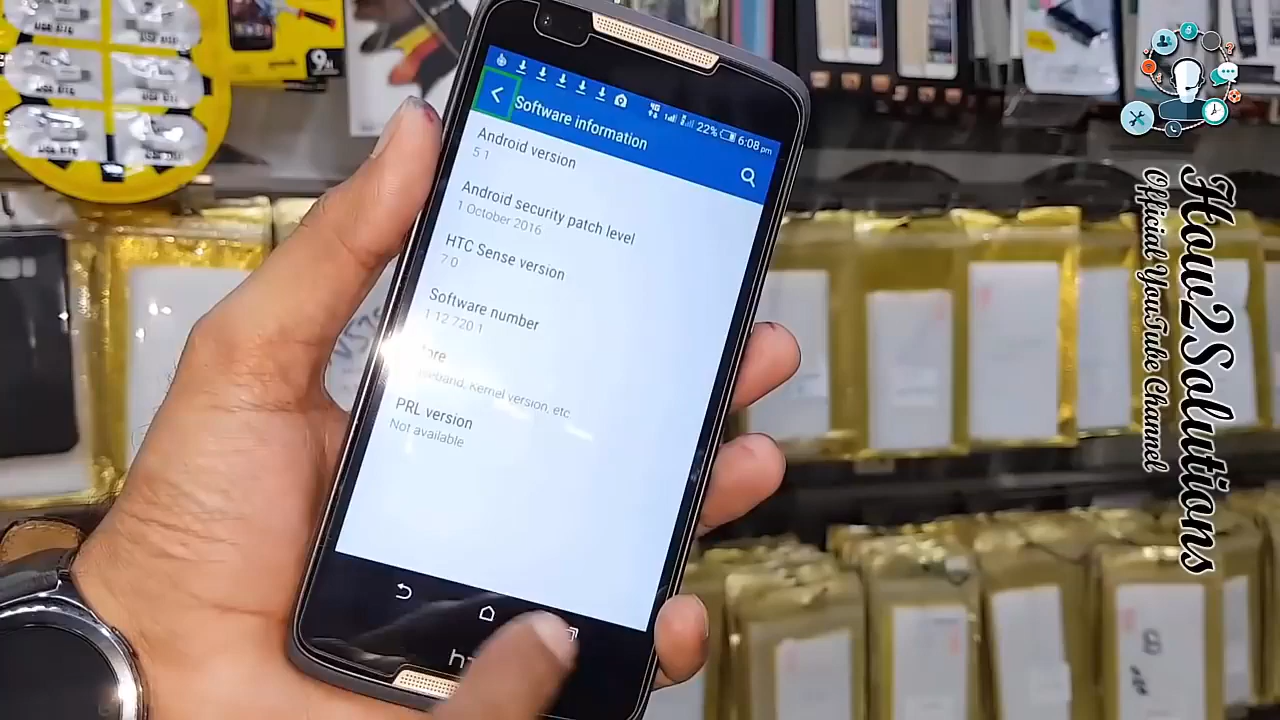 22% 6:08 pm
Software information
Android version
5 1
Android security patch level
1 October 2016
HTC Sense version
7 0
Software number
1 12 720 1
Kernel version, etc
PRL version
Not available
How2Solutions
Official YouTube Channel